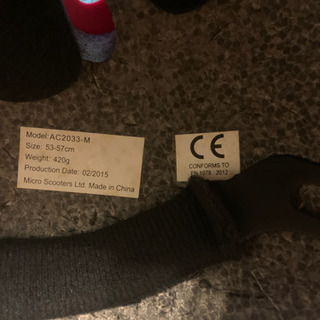 Model: AC2033-M
Size: 53-57cm
Weight: 420g
Production Date: 02/2015
Micro Scooters Ltd. Made in China
CE
CONFORMS TO
EN 1078 : 2012